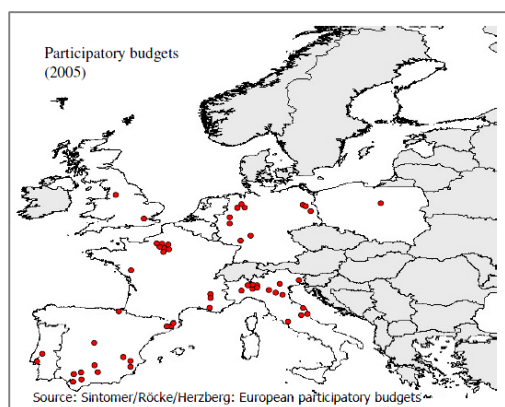 Participatory budgets
(2005)
Source: Sintomer/Röcke/Herzberg: European participatory budgets